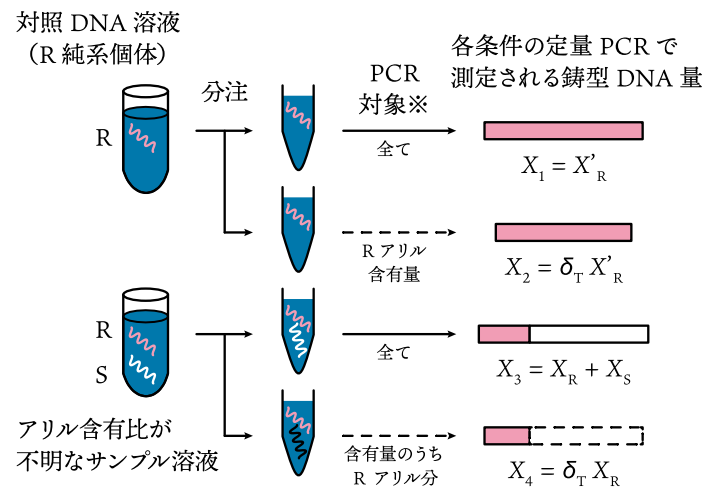 対照 DNA 溶液
（R 純系個体）
R
分注
PCR
対象※
各条件の定量 PCR で
測定される鋳型 DNA 量
全て
X1 = X’R
R アリル
含有量
X2 = δT X’R
R
S
全て
X3 = XR + XS
アリル含有比が
不明なサンプル溶液
含有量のうち
R アリル分
X4 = δT XR